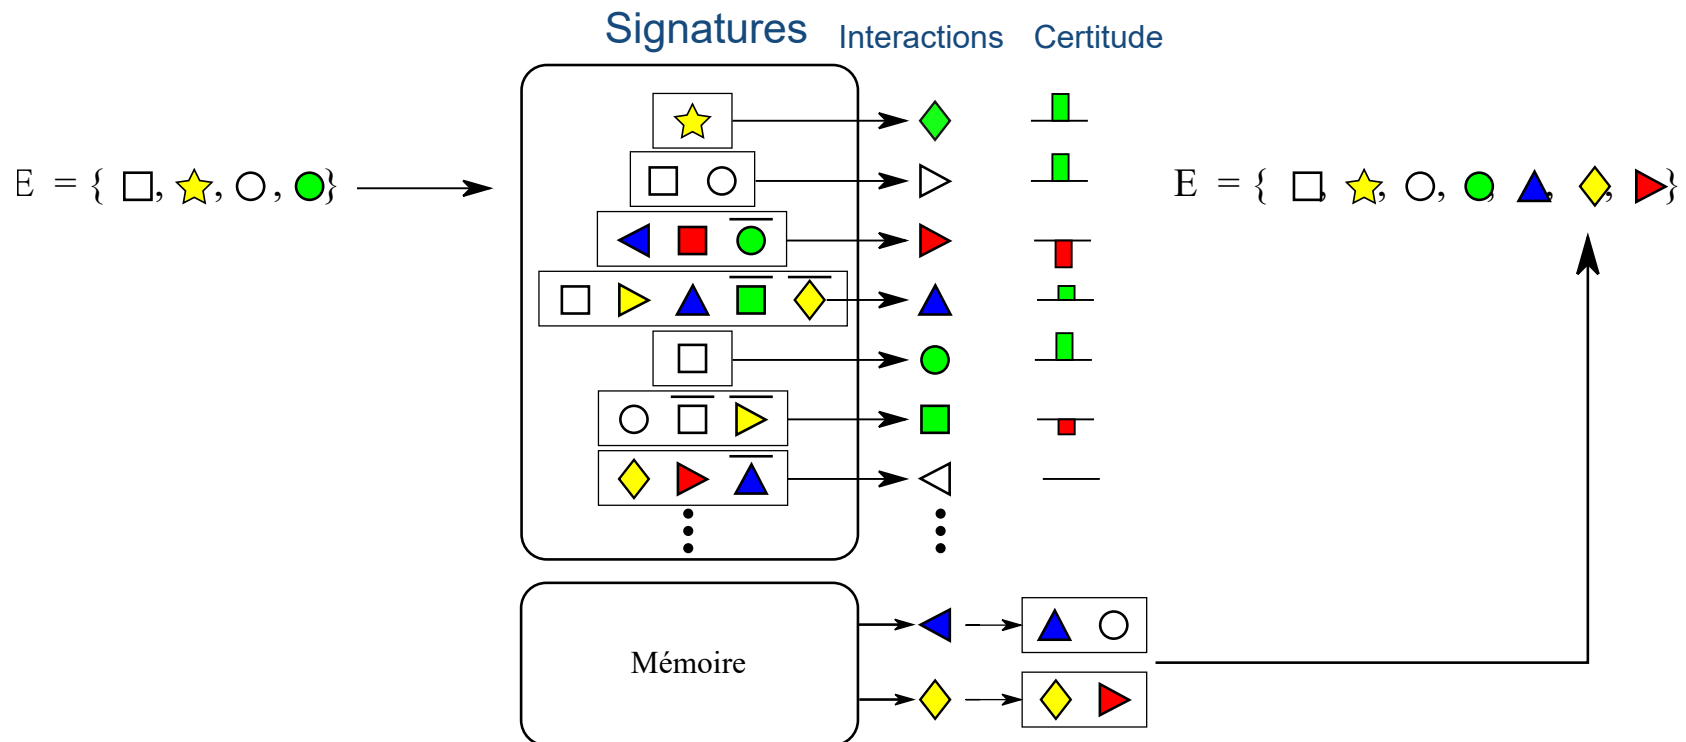 Signatures Interactions Certitude
E = { , , , }
E = { , , , , , , }
Mémoire